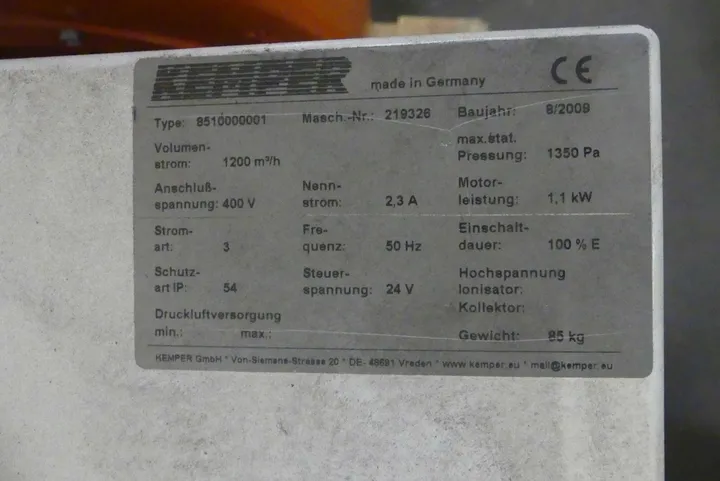 KEMPER made in Germany CE
Type: 8510000001 Masch.-Nr.: 219326 Baujahr: 8/2009
Volumen- max.stat.
strom: 1200 m³/h Pressung: 1350 Pa
Anschluß- Nenn- Motor-
spannung: 400 V strom: 2,3 A leistung: 1,1 kW
Strom- Fre- Einschalt-
art: 3 quenz: 50 Hz dauer: 100 % E
Schutz- Steuer- Hochspannung
art IP: 54 spannung: 24 V Ionisator:
Kollektor:
Druckluftversorgung
min.: max.: Gewicht: 85 kg
KEMPER GmbH * Von-Siemens-Strasse 20 * DE- 48691 Vreden * www.kemper.eu * mail@kemper.eu